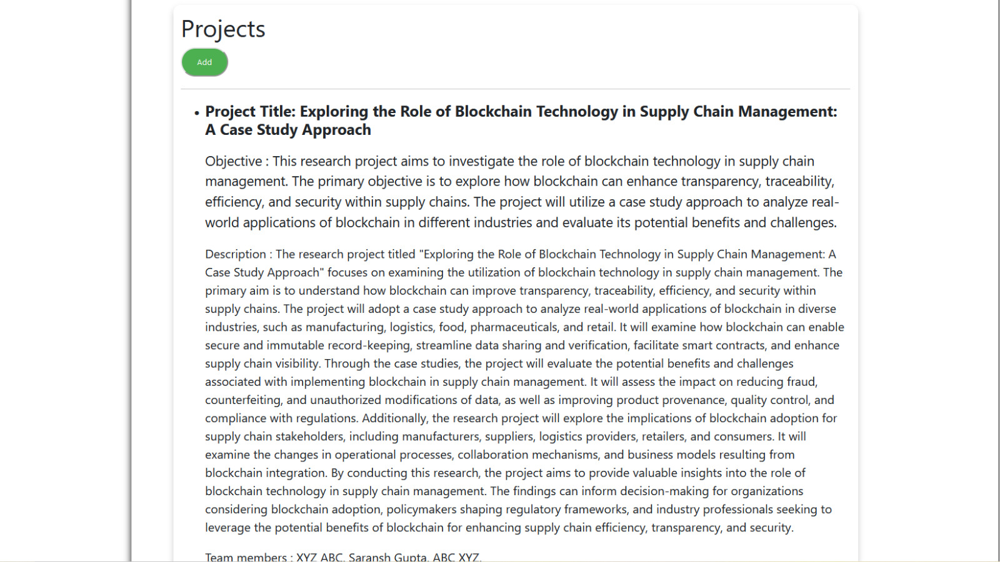 Projects
Add
• Project Title: Exploring the Role of Blockchain Technology in Supply Chain Management:
A Case Study Approach
Objective : This research project aims to investigate the role of blockchain technology in supply chain
management. The primary objective is to explore how blockchain can enhance transparency, traceability,
efficiency, and security within supply chains. The project will utilize a case study approach to analyze real-
world applications of blockchain in different industries and evaluate its potential benefits and challenges.
Description : The research project titled "Exploring the Role of Blockchain Technology in Supply Chain Management: A
Case Study Approach" focuses on examining the utilization of blockchain technology in supply chain management. The
primary aim is to understand how blockchain can improve transparency, traceability, efficiency, and security within
supply chains. The project will adopt a case study approach to analyze real-world applications of blockchain in diverse
industries, such as manufacturing, logistics, food, pharmaceuticals, and retail. It will examine how blockchain can enable
secure and immutable record-keeping, streamline data sharing and verification, facilitate smart contracts, and enhance
supply chain visibility. Through the case studies, the project will evaluate the potential benefits and challenges
associated with implementing blockchain in supply chain management. It will assess the impact on reducing fraud,
counterfeiting, and unauthorized modifications of data, as well as improving product provenance, quality control, and
compliance with regulations. Additionally, the research project will explore the implications of blockchain adoption for
supply chain stakeholders, including manufacturers, suppliers, logistics providers, retailers, and consumers. It will
examine the changes in operational processes, collaboration mechanisms, and business models resulting from
blockchain integration. By conducting this research, the project aims to provide valuable insights into the role of
blockchain technology in supply chain management. The findings can inform decision-making for organizations
considering blockchain adoption, policymakers shaping regulatory frameworks, and industry professionals seeking to
leverage the potential benefits of blockchain for enhancing supply chain efficiency, transparency, and security.
Team members : XYZ ABC, Saransh Gupta, ABC XYZ,